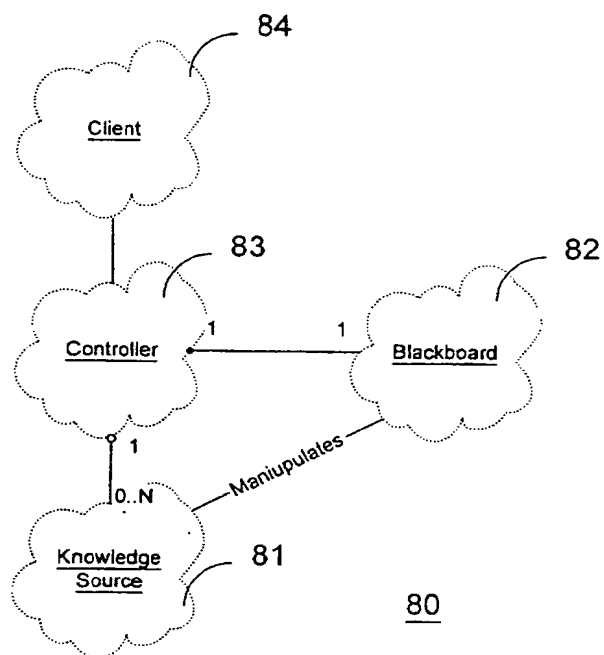 84
Client
83
82
1
1
Controller
Blackboard
1
Maniupulates
0..N
Knowledge
Source
81
80